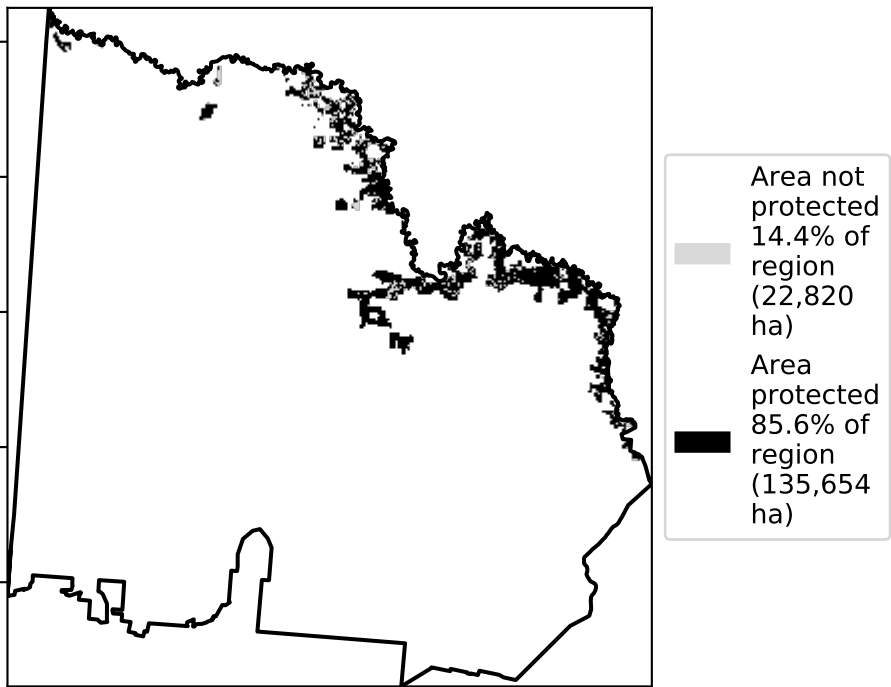 Area not
protected
14.4% of
region
(22,820
ha)
Area
protected
85.6% of
region
(135,654
ha)